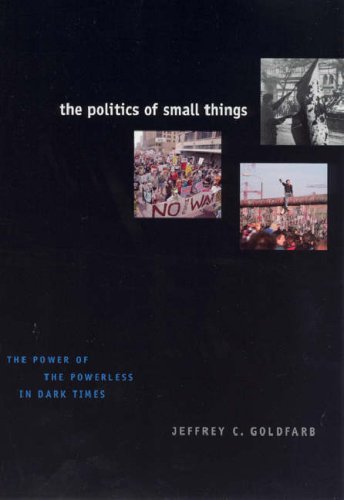 the politics of small things
NO WAR
THE POWER OF
THE POWERLESS
IN DARK TIMES
JEFFREY C. GOLDFARB